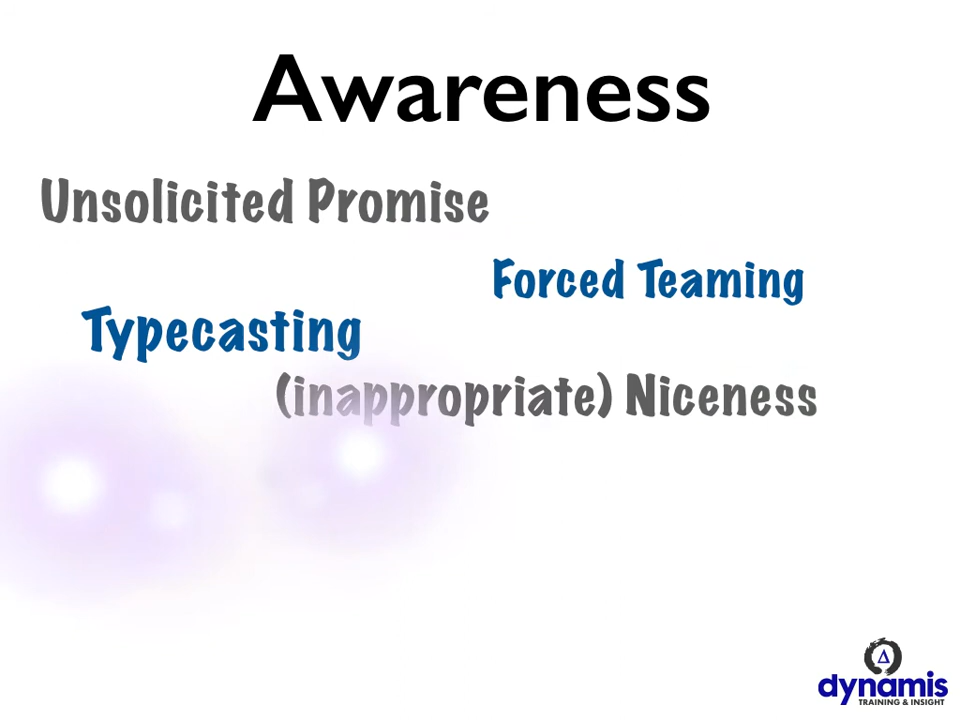 Awareness
Unsolicited Promise
Forced Teaming
Typecasting
(inappropriate) Niceness
Δ
dynamis
TRAINING & INSIGHT